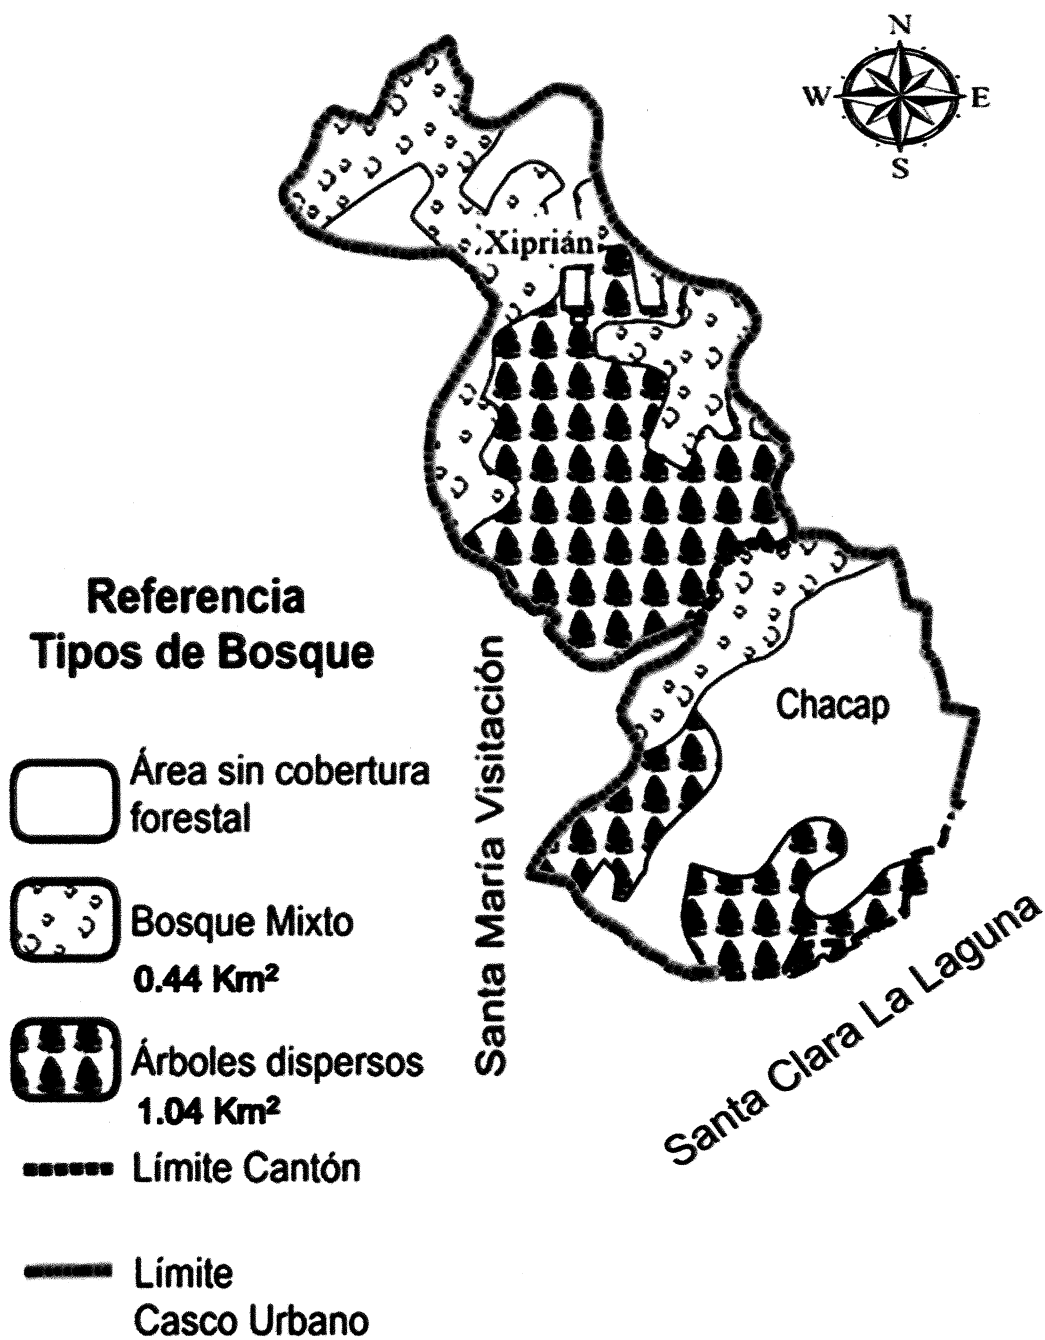 N
W E
S
Xiprián
Referencia
Tipos de Bosque
Chacap
Santa María Visitación
Área sin cobertura
forestal
Bosque Mixto
0.44 Km²
Santa Clara La Laguna
Árboles dispersos
1.04 Km²
Límite Cantón
Límite
Casco Urbano